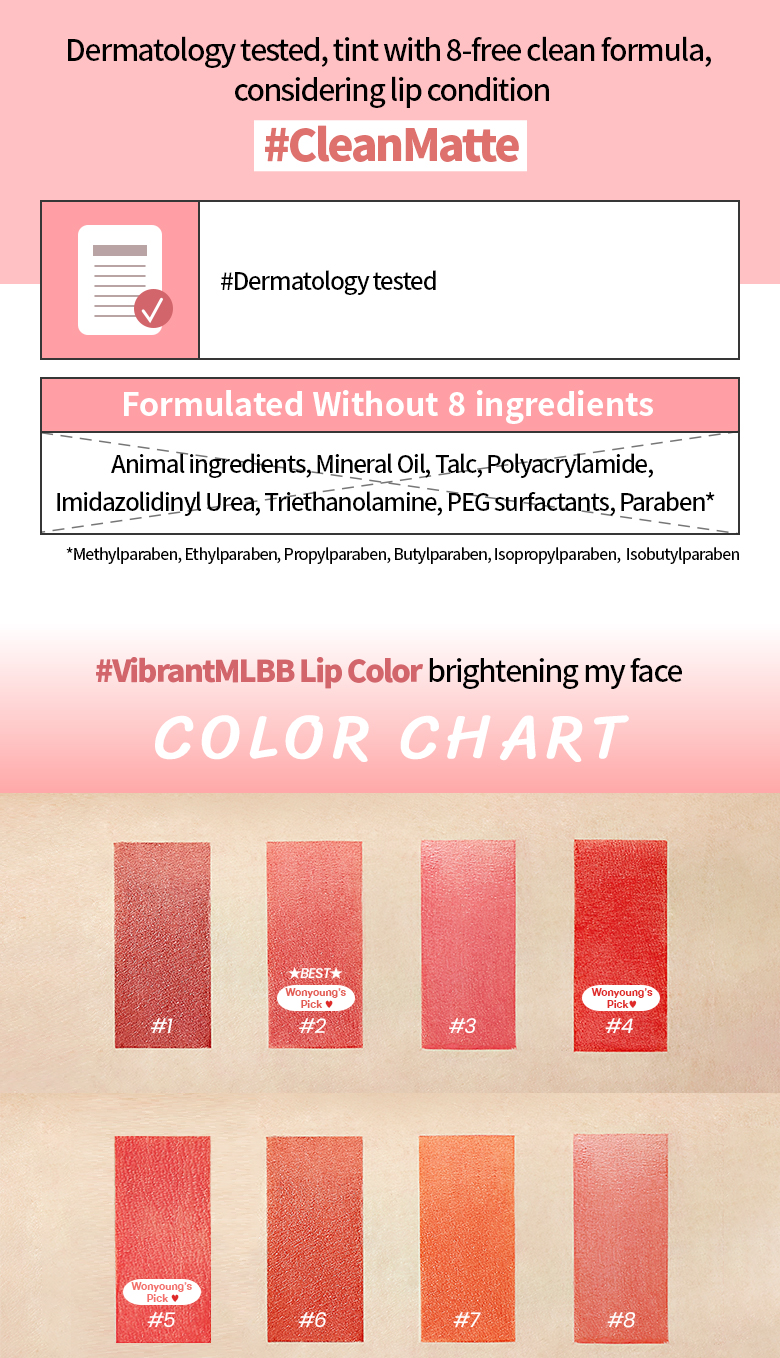 Dermatology tested, tint with 8-free clean formula,
considering lip condition
#CleanMatte
#Dermatology tested
Formulated Without 8 ingredients
Animal ingredients, Mineral Oil, Talc, Polyacrylamide,
Imidazolidinyl Urea, Triethanolamine, PEG surfactants, Paraben*
*Methylparaben, Ethylparaben, Propylparaben, Butylparaben, Isopropylparaben, Isobutylparaben
#VibrantMLBB Lip Color brightening my face
COLOR CHART
#1
★BEST★
Wonyoung's
Pick ♥
#2
#3
Wonyoung's
Pick♥
#4
Wonyoung's
Pick ♥
#5
#6
#7
#8